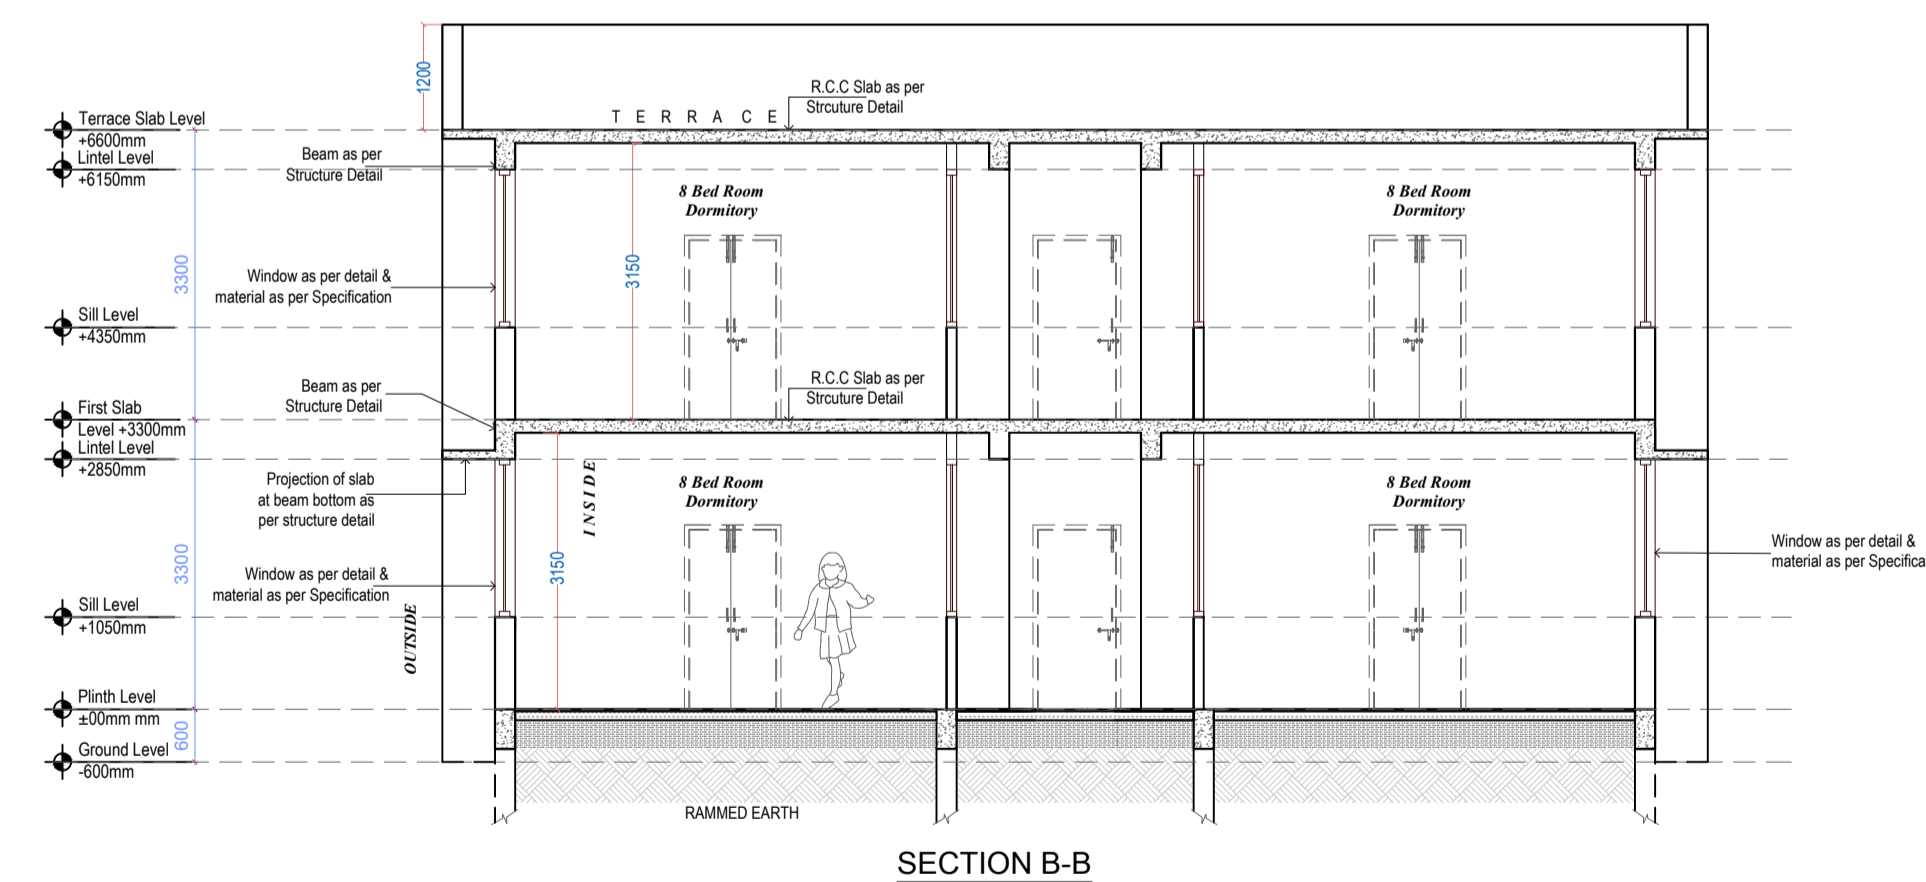 1200
R.C.C Slab as per
Strcuture Detail
T E R R A C E
Terrace Slab Level
+6600mm
Lintel Level
+6150mm
Beam as per
Structure Detail
8 Bed Room
Dormitory
8 Bed Room
Dormitory
3300
3150
Window as per detail &
material as per Specification
Sill Level
+4350mm
Beam as per
Structure Detail
R.C.C Slab as per
Strcuture Detail
First Slab
Level +3300mm
Lintel Level
+2850mm
Projection of slab
at beam bottom as
per structure detail
INSIDE
8 Bed Room
Dormitory
8 Bed Room
Dormitory
3300
3150
Window as per detail &
material as per Specification
Window as per detail &
material as per Specifica
Sill Level
+1050mm
OUTSIDE
Plinth Level
±00mm mm
600
Ground Level
-600mm
RAMMED EARTH
SECTION B-B